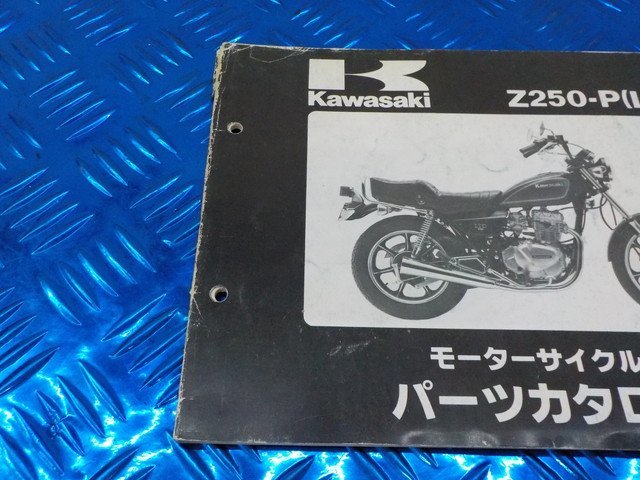 Kawasaki
Z250-P(L
モーターサイクル
パーツカタロ